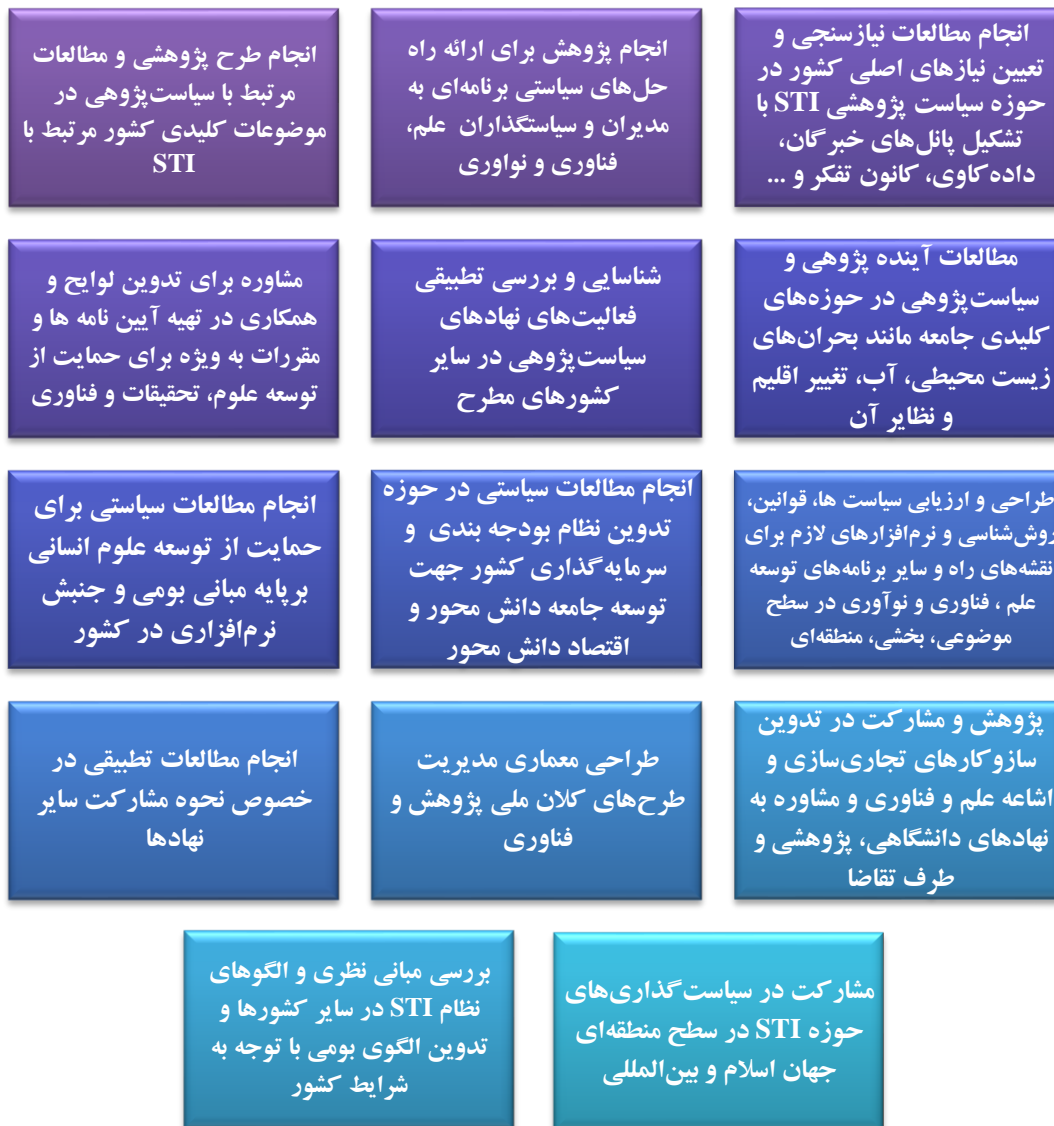 انجام مطالعات نیازسنجی و
تعیین نیازهای اصلی کشور در
حوزه سیاست پژوهشی STI با
تشکیل پانل‌های خبرگان،
داده‌کاوی، کانون تفکر و ...
انجام پژوهش برای ارائه راه
حل‌های سیاستی برنامه‌ای به
مدیران و سیاستگذاران علم،
فناوری و نواوری
انجام طرح پژوهشی و مطالعات
مرتبط با سیاست‌پژوهی در
موضوعات کلیدی کشور مرتبط با
STI
مطالعات آینده پژوهی و
سیاست‌پژوهی در حوزه‌های
کلیدی جامعه مانند بحران‌های
زیست محیطی، آب، تغییر اقلیم
و نظایر آن
شناسایی و بررسی تطبیقی
فعالیت‌های نهادهای
سیاست‌پژوهی در سایر
کشورهای مطرح
مشاوره برای تدوین لوایح و
همکاری در تهیه آیین نامه ها و
مقررات به ویژه برای حمایت از
توسعه علوم، تحقیقات و فناوری
طراحی و ارزیابی سیاست ها، قوانین،
روش‌شناسی و نرم‌افزارهای لازم برای
نقشه‌های راه و سایر برنامه‌های توسعه
علم ، فناوری و نوآوری در سطح
موضوعی، بخشی، منطقه‌ای
انجام مطالعات سیاستی در حوزه
تدوین نظام بودجه بندی و
سرمایه‌گذاری کشور جهت
توسعه جامعه دانش محور و
اقتصاد دانش محور
انجام مطالعات سیاستی برای
حمایت از توسعه علوم انسانی
برپایه مبانی بومی و جنبش
نرم‌افزاری در کشور
پژوهش و مشارکت در تدوین
سازوکارهای تجاری‌سازی و
اشاعه علم و فناوری و مشاوره به
نهادهای دانشگاهی، پژوهشی و
طرف تقاضا
طراحی معماری مدیریت
طرح‌های کلان ملی پژوهش و
فناوری
انجام مطالعات تطبیقی در
خصوص نحوه مشارکت سایر
نهادها
مشارکت در سیاست‌گذاری‌های
حوزه STI در سطح منطقه‌ای
جهان اسلام و بین‌المللی
بررسی مبانی نظری و الگوهای
نظام STI در سایر کشورها و
تدوین الگوی بومی با توجه به
شرایط کشور